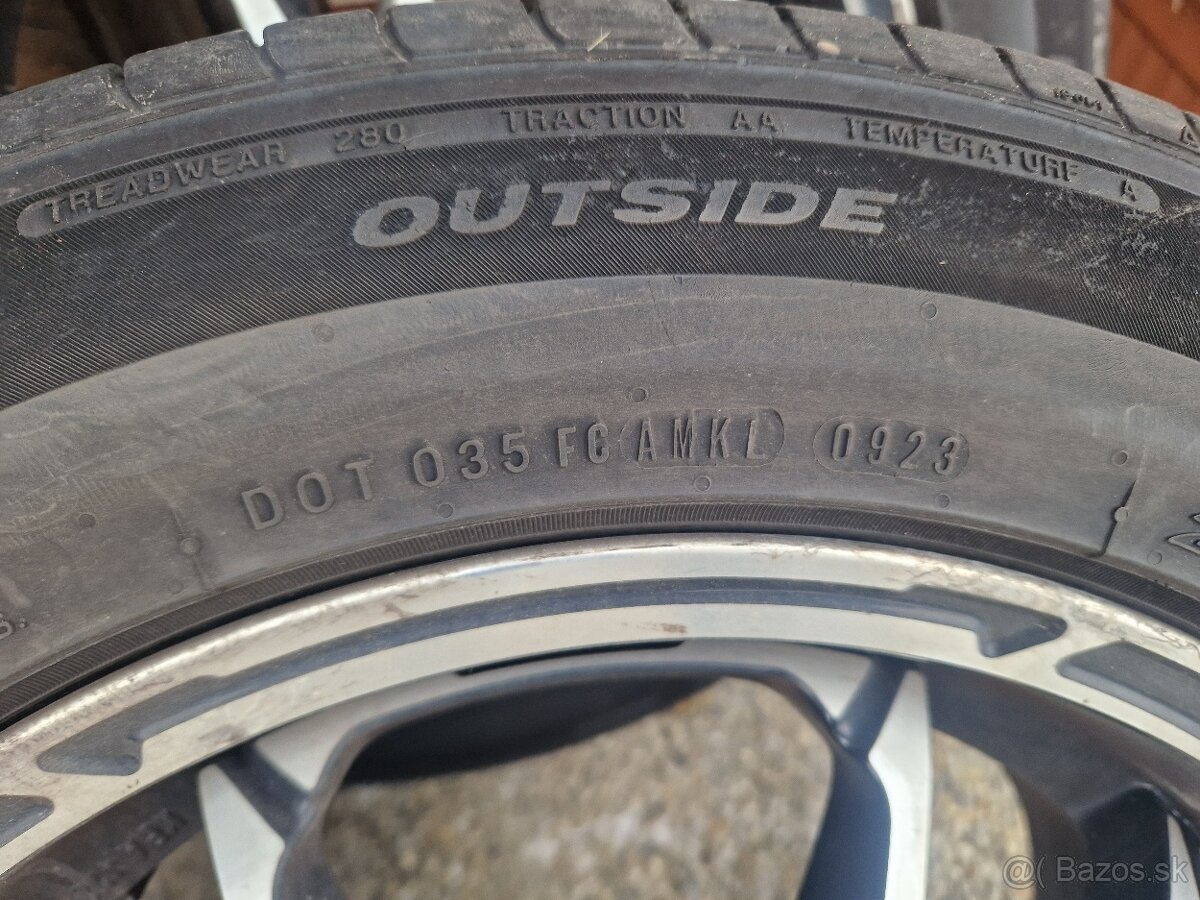 TREADWEAR 280 TRACTION AA TEMPERATURE A
OUTSIDE
DOT 035 FC AMKL 0923
@( Bazos.sk